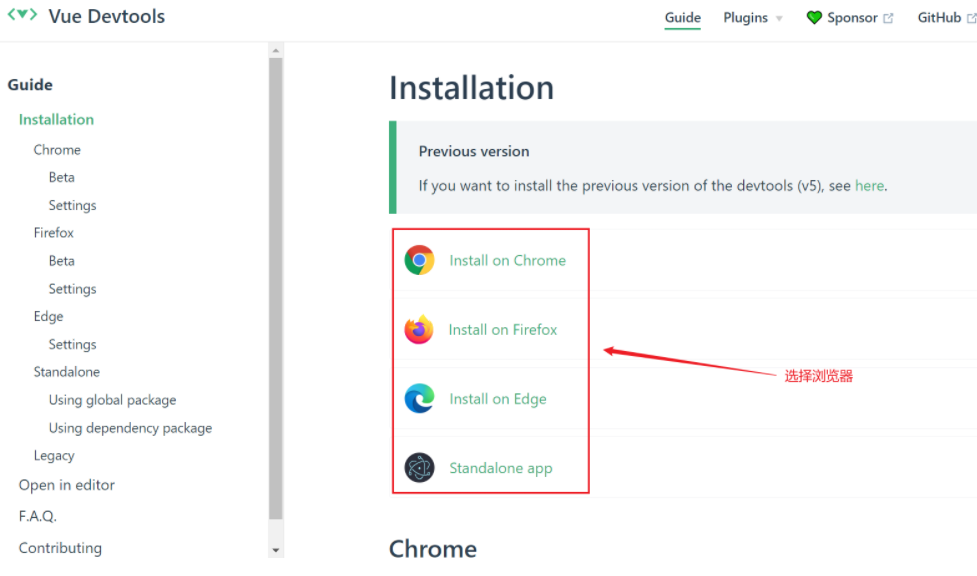 Vue Devtools
Guide Plugins Sponsor GitHub
Guide
Installation
Chrome
Beta
Settings
Firefox
Beta
Settings
Edge
Settings
Standalone
Using global package
Using dependency package
Legacy
Open in editor
F.A.Q.
Contributing
Installation
Previous version
If you want to install the previous version of the devtools (v5), see here.
Install on Chrome
Install on Firefox
Install on Edge
Standalone app
选择浏览器
Chrome